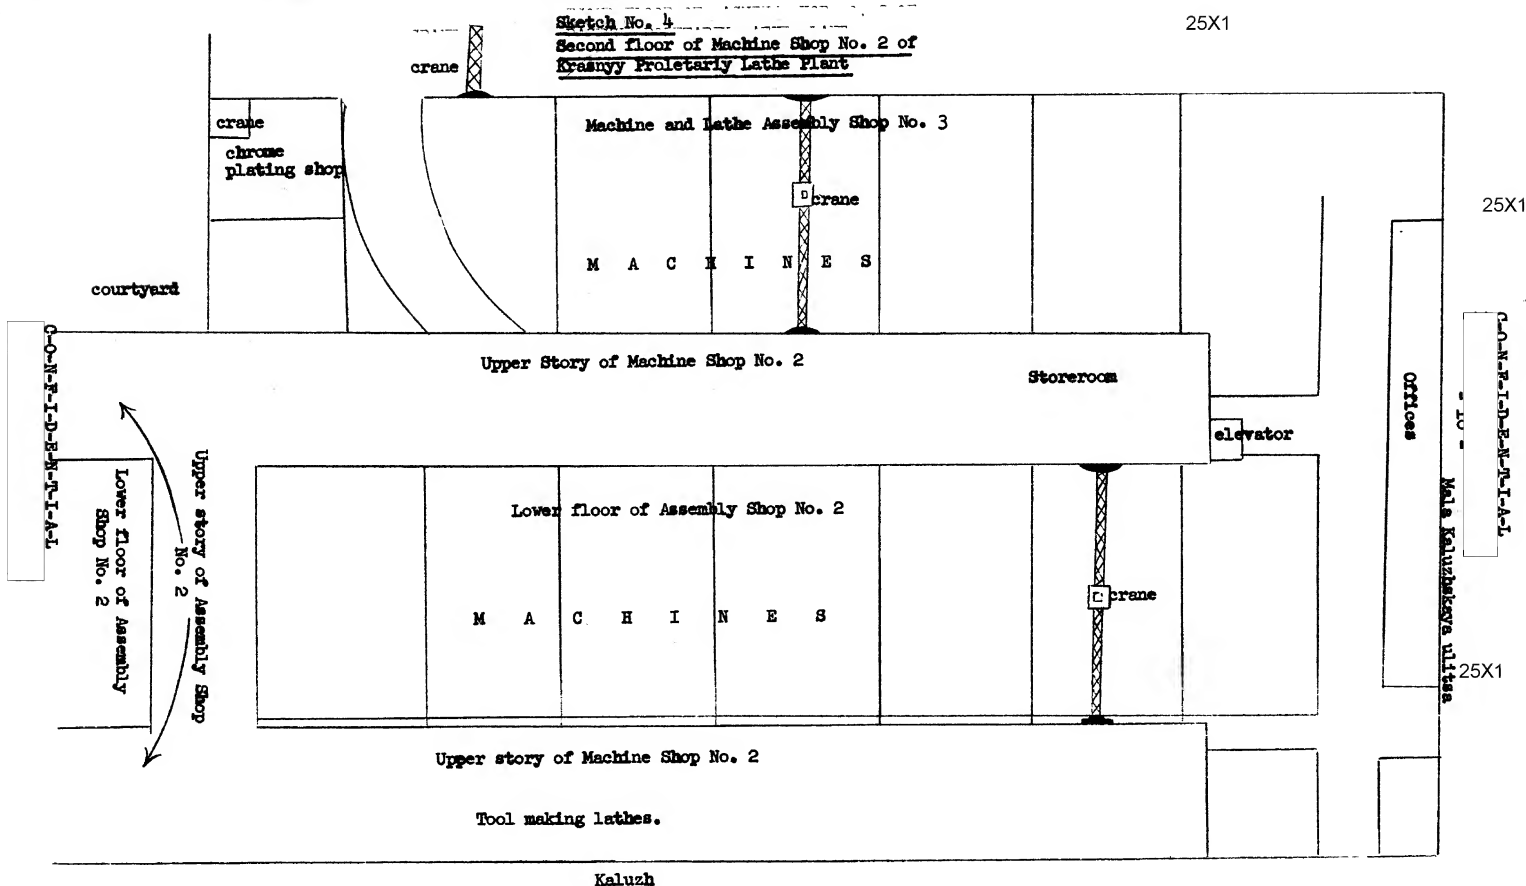 Sketch No. 4
25X1
Second floor of Machine Shop No. 2 of
Krasnyy Proletariy Lathe Plant
crane
crane
Machine and Lathe Assembly Shop No. 3
chrome
plating shop
crane
25X1
M A C H I N E S
courtyard
C-O-N-F-I-D-E-N-T-I-A-L
Upper Story of Machine Shop No. 2
Storeroom
Offices
C-O-N-F-I-D-E-N-T-I-A-L
elevator
Upper story of Assembly Shop
No. 2
Lower floor of Assembly
Shop No. 2
Lower floor of Assembly Shop No. 2
Mala Kaluzhskaya ulitsa
crane
M A C H I N E S
25X1
Upper story of Machine Shop No. 2
Tool making lathes.
Kaluzh